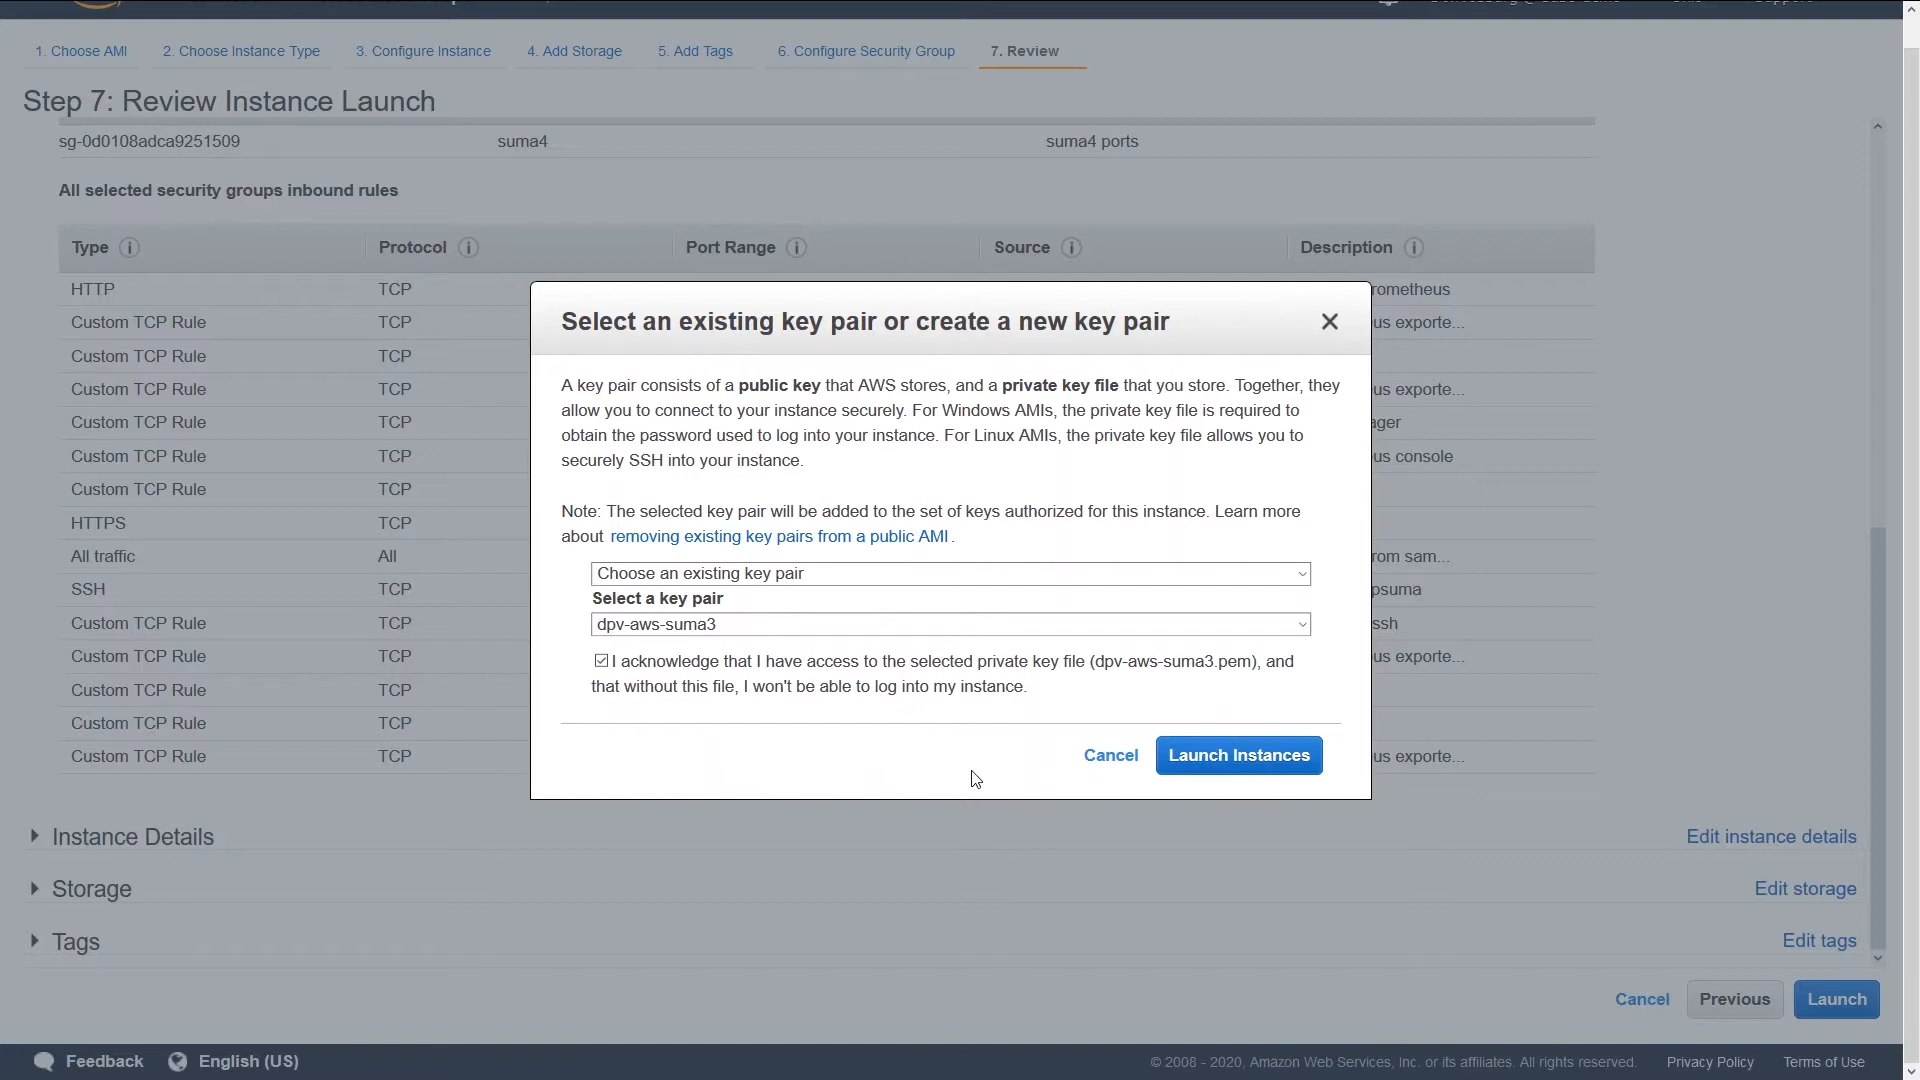 1. Choose AMI 2. Choose Instance Type 3. Configure Instance 4. Add Storage 5. Add Tags 6. Configure Security Group 7. Review
Step 7: Review Instance Launch
sg-0d0108adca9251509 suma4 suma4 ports
All selected security groups inbound rules
Type i Protocol i Port Range i Source i Description i
HTTP TCP rometheus
Custom TCP Rule TCP us exporte...
Custom TCP Rule TCP
Custom TCP Rule TCP us exporte...
Custom TCP Rule TCP ager
Custom TCP Rule TCP us console
Custom TCP Rule TCP
HTTPS TCP
All traffic All rom sam...
SSH TCP psuma
Custom TCP Rule TCP ssh
Custom TCP Rule TCP us exporte...
Custom TCP Rule TCP
Custom TCP Rule TCP
Custom TCP Rule TCP us exporte...
Select an existing key pair or create a new key pair
A key pair consists of a public key that AWS stores, and a private key file that you store. Together, they
allow you to connect to your instance securely. For Windows AMIs, the private key file is required to
obtain the password used to log into your instance. For Linux AMIs, the private key file allows you to
securely SSH into your instance.
Note: The selected key pair will be added to the set of keys authorized for this instance. Learn more
about removing existing key pairs from a public AMI.
Choose an existing key pair
Select a key pair
dpv-aws-suma3
I acknowledge that I have access to the selected private key file (dpv-aws-suma3.pem), and
that without this file, I won't be able to log into my instance.
Cancel Launch Instances
Instance Details Edit instance details
Storage Edit storage
Tags Edit tags
Cancel Previous Launch
Feedback English (US) © 2008 - 2020, Amazon Web Services, Inc. or its affiliates. All rights reserved. Privacy Policy Terms of Use